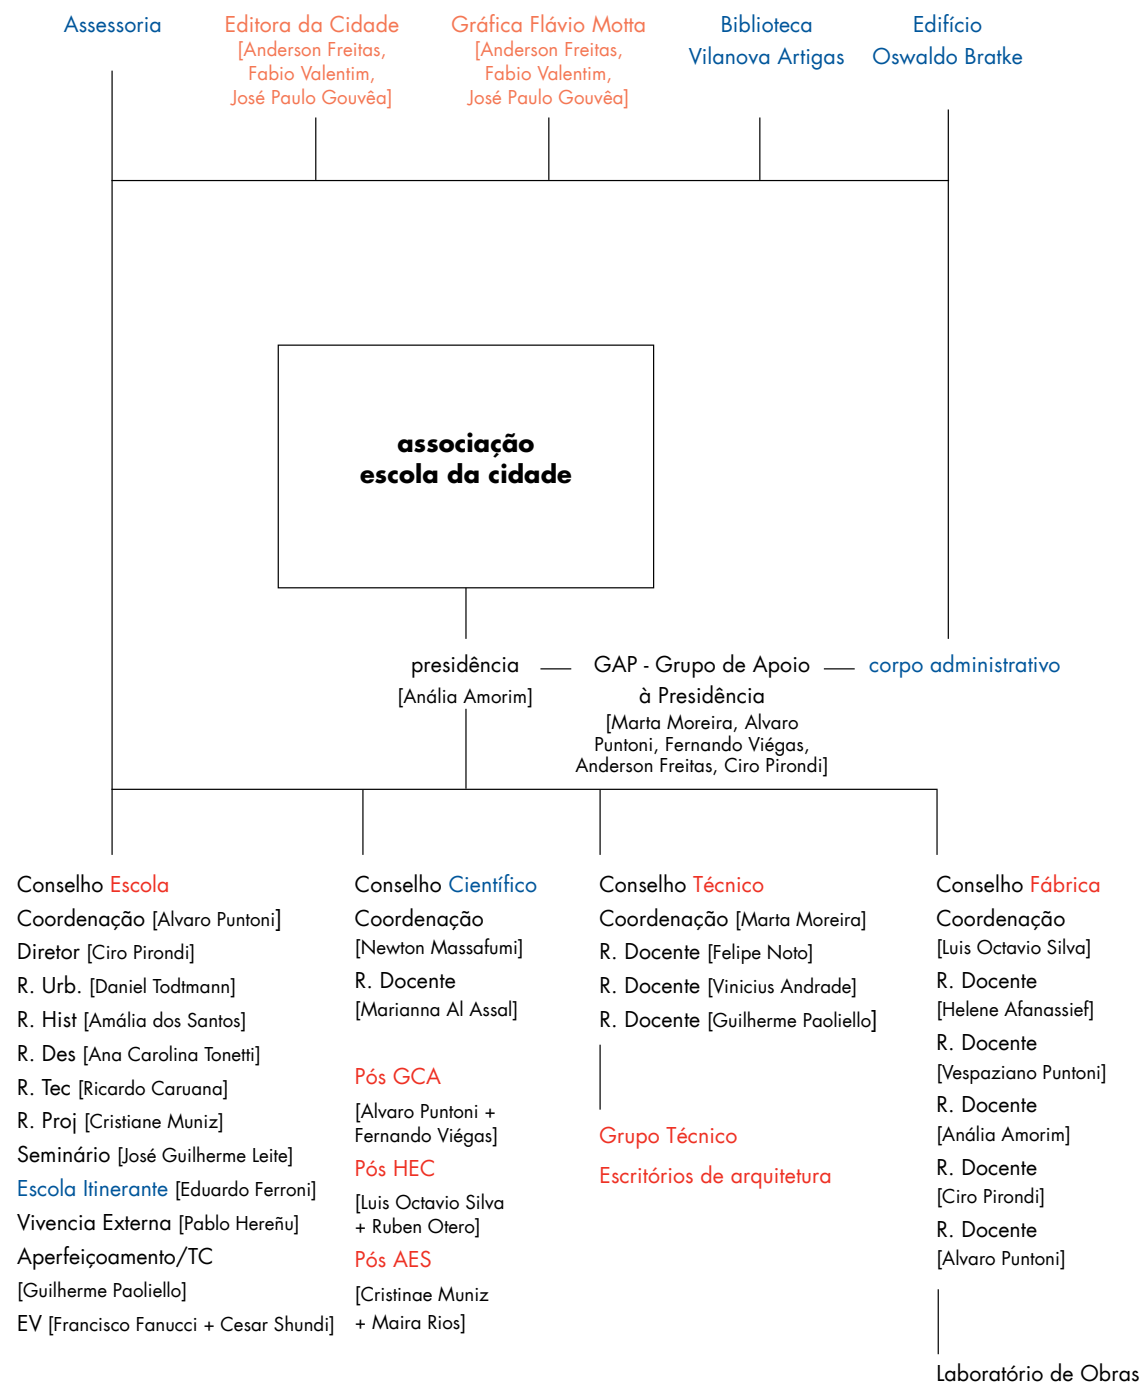 Assessoria
Editora da Cidade
[Anderson Freitas,
Fabio Valentim,
José Paulo Gouvêa]
Gráfica Flávio Motta
[Anderson Freitas,
Fabio Valentim,
José Paulo Gouvêa]
Biblioteca
Vilanova Artigas
Edifício
Oswaldo Bratke
associação
escola da cidade
presidência
[Anália Amorim]
GAP - Grupo de Apoio
à Presidência
[Marta Moreira, Alvaro
Puntoni, Fernando Viégas,
Anderson Freitas, Ciro Pirondi]
corpo administrativo
Conselho Escola
Coordenação [Alvaro Puntoni]
Diretor [Ciro Pirondi]
R. Urb. [Daniel Todtmann]
R. Hist [Amália dos Santos]
R. Des [Ana Carolina Tonetti]
R. Tec [Ricardo Caruana]
R. Proj [Cristiane Muniz]
Seminário [José Guilherme Leite]
Escola Itinerante [Eduardo Ferroni]
Vivencia Externa [Pablo Hereñu]
Aperfeiçoamento/TC
[Guilherme Paoliello]
EV [Francisco Fanucci + Cesar Shundi]
Conselho Científico
Coordenação
[Newton Massafumi]
R. Docente
[Marianna Al Assal]
Pós GCA
[Alvaro Puntoni +
Fernando Viégas]
Pós HEC
[Luis Octavio Silva
+ Ruben Otero]
Pós AES
[Cristinae Muniz
+ Maira Rios]
Conselho Técnico
Coordenação [Marta Moreira]
R. Docente [Felipe Noto]
R. Docente [Vinicius Andrade]
R. Docente [Guilherme Paoliello]
Grupo Técnico
Escritórios de arquitetura
Conselho Fábrica
Coordenação
[Luis Octavio Silva]
R. Docente
[Helene Afanassief]
R. Docente
[Vespaziano Puntoni]
R. Docente
[Anália Amorim]
R. Docente
[Ciro Pirondi]
R. Docente
[Alvaro Puntoni]
Laboratório de Obras